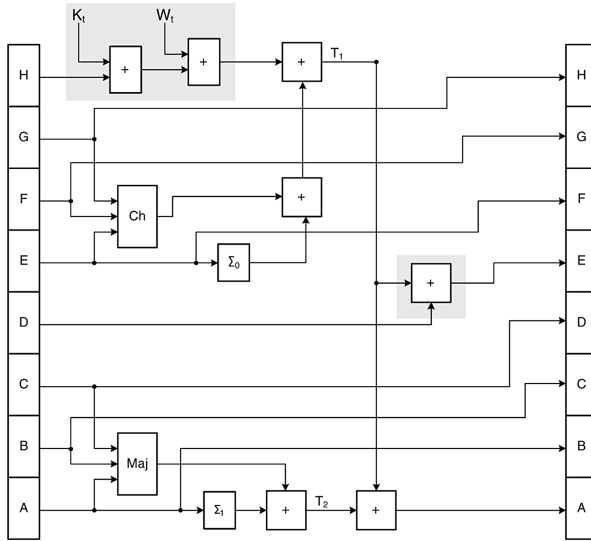 Kₜ Wₜ
H + + + T₁ H
G G
F Ch + F
E Σ₀ + E
D D
C C
B Maj B
A Σ₁ + T₂ + A